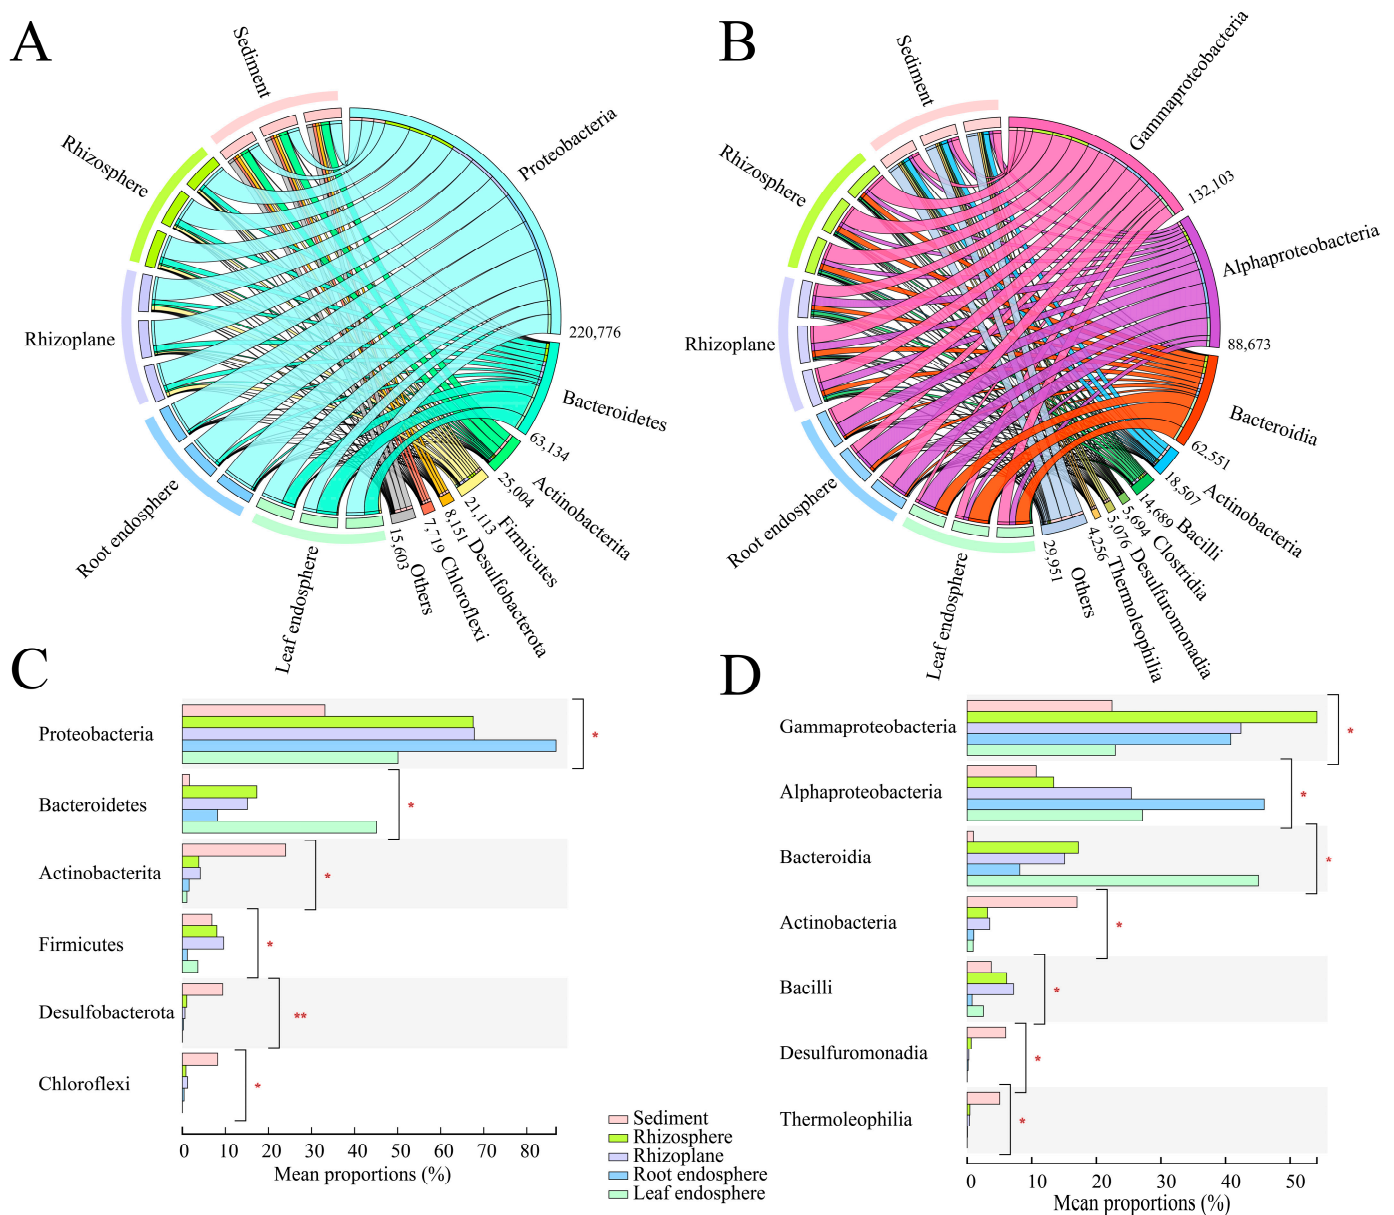 A
Sediment
Rhizosphere
Rhizoplane
Root endosphere
Leaf endosphere
Proteobacteria
220,776
Bacteroidetes
63,134
Actinobacterita
25,004
Firmicutes
21,113
Desulfobacterota
8,151
Chloroflexi
7,719
Others
15,603
B
Sediment
Rhizosphere
Rhizoplane
Root endosphere
Leaf endosphere
Gammaproteobacteria
132,103
Alphaproteobacteria
88,673
Bacteroidia
62,551
Actinobacteria
18,507
Bacilli
14,689
Clostridia
5,694
Desulfuromonadia
5,076
Thermoleophilia
4,256
Others
29,951
C
Proteobacteria
*
Bacteroidetes
*
Actinobacterita
*
Firmicutes
*
Desulfobacterota
**
Chloroflexi
*
0 10 20 30 40 50 60 70 80
Mean proportions (%)
Sediment
Rhizosphere
Rhizoplane
Root endosphere
Leaf endosphere
D
Gammaproteobacteria
*
Alphaproteobacteria
*
Bacteroidia
*
Actinobacteria
*
Bacilli
*
Desulfuromonadia
*
Thermoleophilia
*
0 10 20 30 40 50
Mean proportions (%)